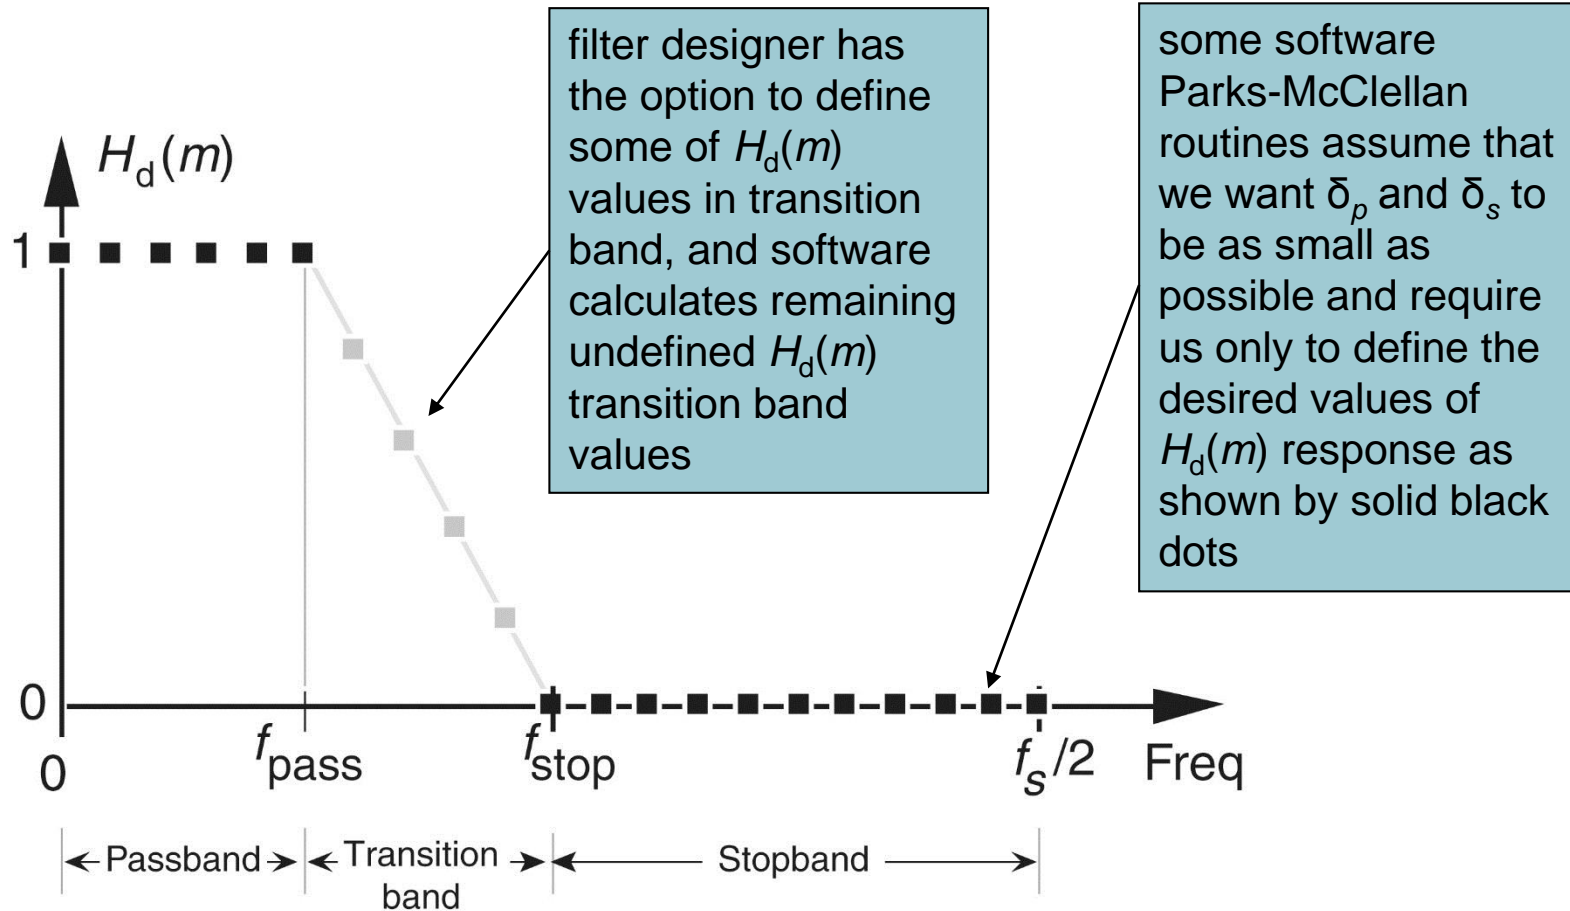 filter designer has
the option to define
some of Hd(m)
values in transition
band, and software
calculates remaining
undefined Hd(m)
transition band
values
some software
Parks-McClellan
routines assume that
we want δp and δs to
be as small as
possible and require
us only to define the
desired values of
Hd(m) response as
shown by solid black
dots
Hd(m)
1
0
0
fpass
fstop
fs/2
Freq
Passband
Transition
band
Stopband